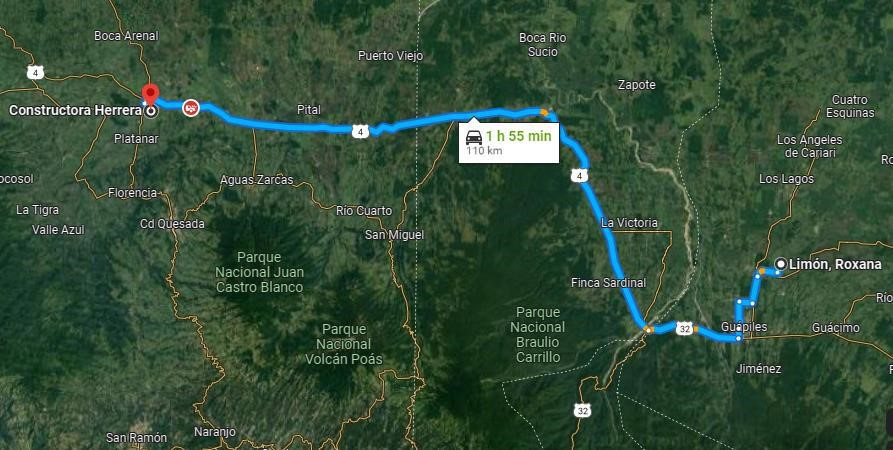 Boca Arenal
Boca Rio
Sucio
Puerto Viejo
4
Zapote
Constructora Herrera
Pital
Cuatro
Esquinas
4
Platanar
Los Angeles
de Cariari
1 h 55 min
110 km
ocosol
Florencia
Aguas Zarcas
4
Los Lagos
La Tigra
Valle Azul
Cd Quesada
Río Cuarto
San Miguel
La Victoria
Parque
Nacional Juan
Castro Blanco
Limón, Roxana
Finca Sardinal
Parque
Nacional
Braulio
Carrillo
Parque
Nacional
Volcán Poás
32
Guápiles
Guácimo
Río
Jiménez
32
San Ramón
Naranjo